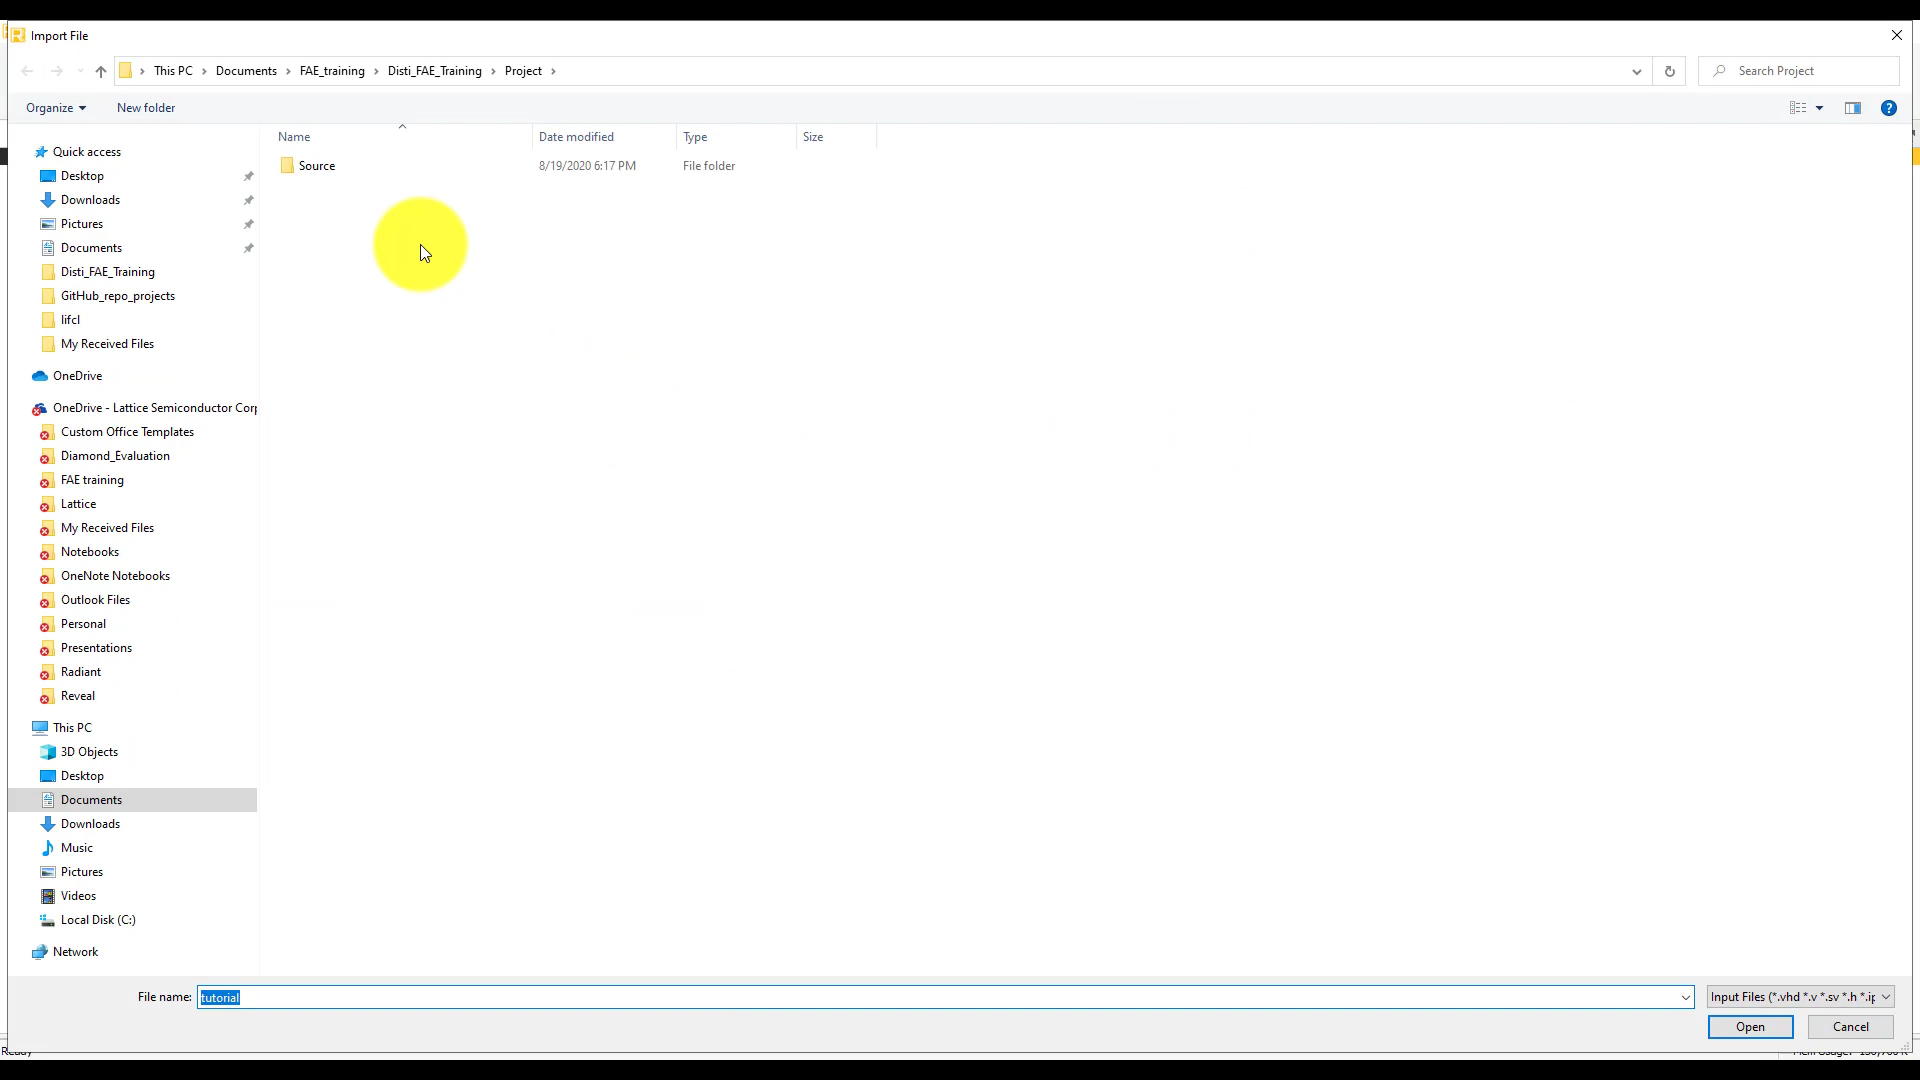 Import File
This PC > Documents > FAE_training > Disti_FAE_Training > Project >
Search Project
Organize
New folder
Name
Date modified
Type
Size
Source
8/19/2020 6:17 PM
File folder
Quick access
Desktop
Downloads
Pictures
Documents
Disti_FAE_Training
GitHub_repo_projects
lifcl
My Received Files
OneDrive
OneDrive - Lattice Semiconductor Corp
Custom Office Templates
Diamond_Evaluation
FAE training
Lattice
My Received Files
Notebooks
OneNote Notebooks
Outlook Files
Personal
Presentations
Radiant
Reveal
This PC
3D Objects
Desktop
Documents
Downloads
Music
Pictures
Videos
Local Disk (C:)
Network
File name:
tutorial
Input Files (*.vhd *.v *.sv *.h *.ip
Open
Cancel
Ready